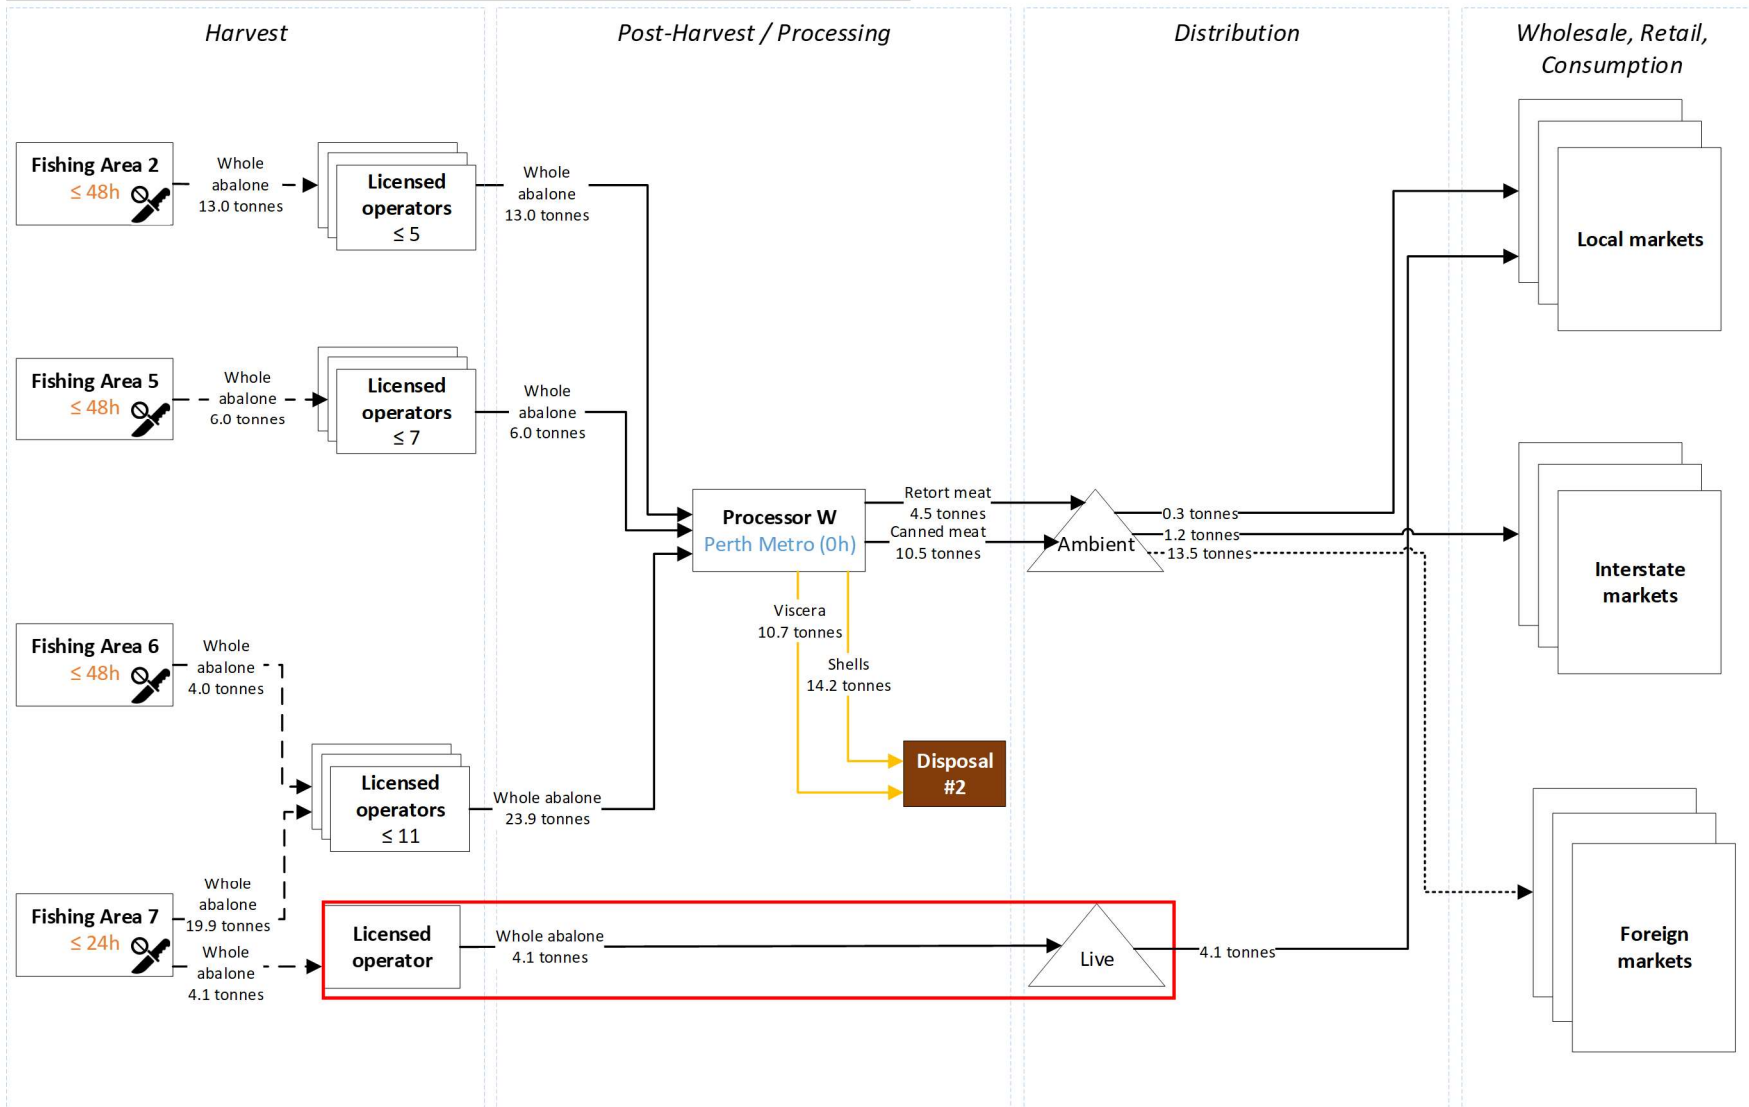 Harvest
Post-Harvest / Processing
Distribution
Wholesale, Retail,
Consumption
Fishing Area 2
≤ 48h
Whole
abalone
13.0 tonnes
Licensed
operators
≤ 5
Whole
abalone
13.0 tonnes
Local markets
Fishing Area 5
≤ 48h
Whole
abalone
6.0 tonnes
Licensed
operators
≤ 7
Whole
abalone
6.0 tonnes
Processor W
Perth Metro (0h)
Retort meat
4.5 tonnes
Canned meat
10.5 tonnes
Ambient
0.3 tonnes
1.2 tonnes
13.5 tonnes
Interstate
markets
Viscera
10.7 tonnes
Shells
14.2 tonnes
Disposal
#2
Fishing Area 6
≤ 48h
Whole
abalone
4.0 tonnes
Licensed
operators
≤ 11
Whole abalone
23.9 tonnes
Fishing Area 7
≤ 24h
Whole
abalone
19.9 tonnes
Whole
abalone
4.1 tonnes
Licensed
operator
Whole abalone
4.1 tonnes
Live
4.1 tonnes
Foreign
markets